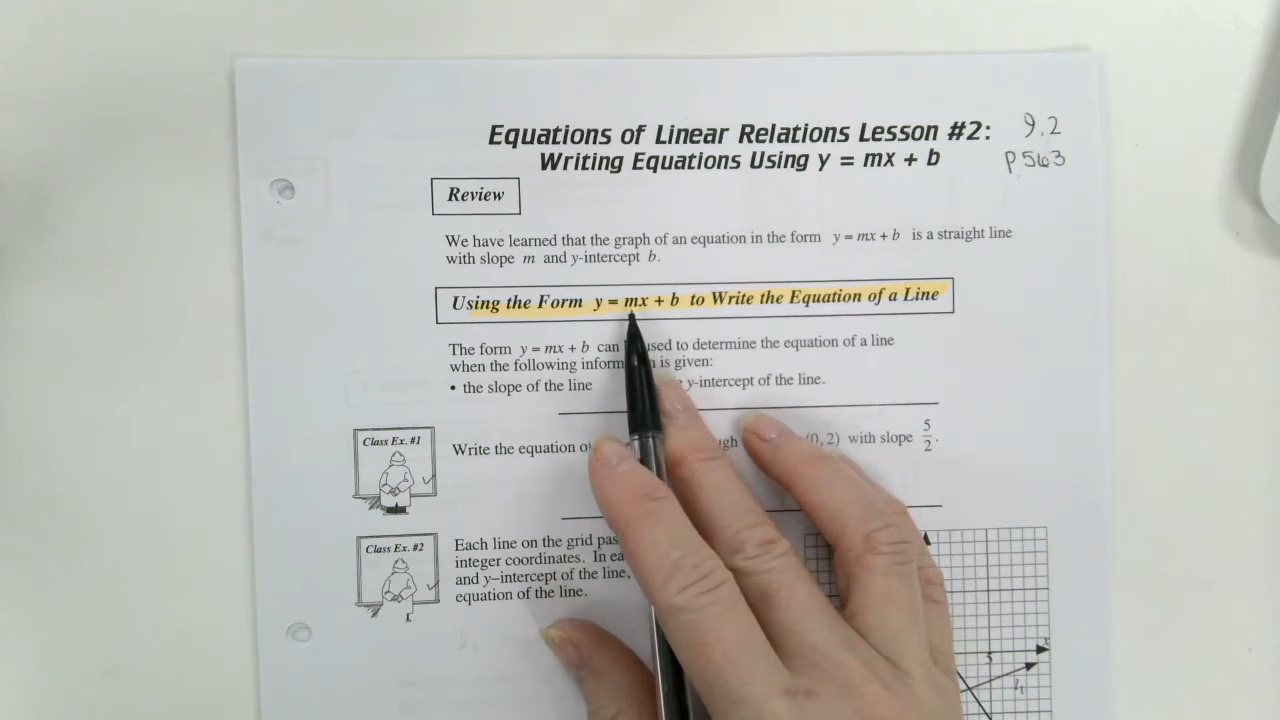 Equations of Linear Relations Lesson #2: 9.2
Writing Equations Using y = mx + b P.563
Review
We have learned that the graph of an equation in the form y = mx + b is a straight line
with slope m and y-intercept b.
Using the Form y = mx + b to Write the Equation of a Line
The form y = mx + b can used to determine the equation of a line
when the following is given:
• the slope of the line y-intercept of the line.
Class Ex. #1
Write the equation (0, 2) with slope 5/2.
Class Ex. #2
Each line on the grid
integer coordinates. In
and y–intercept of the line,
equation of the line.
x
5
l1